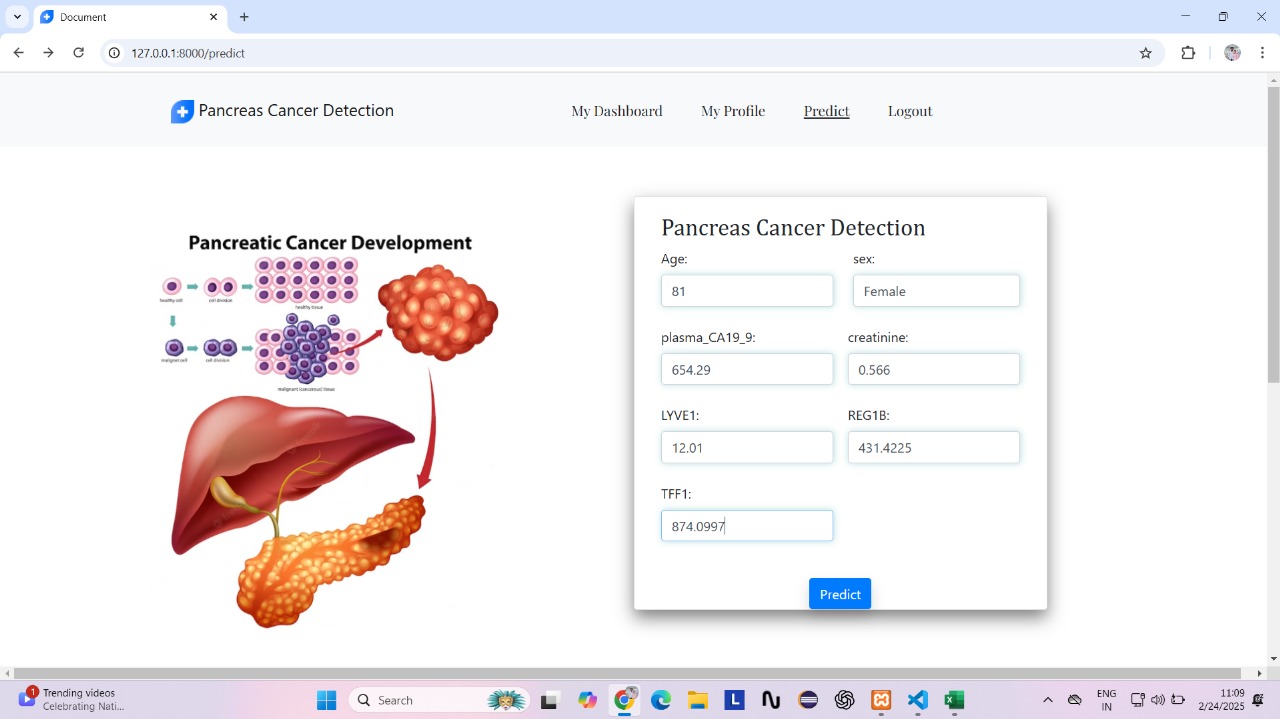 Document
127.0.0.1:8000/predict
Pancreas Cancer Detection
My Dashboard
My Profile
Predict
Logout
Pancreatic Cancer Development
healthy cell
cell division
healthy tissue
malignant cell
cell division
malignant (cancerous) tissue
Pancreas Cancer Detection
Age:
sex:
81
Female
plasma_CA19_9:
creatinine:
654.29
0.566
LYVE1:
REG1B:
12.01
431.4225
TFF1:
874.0997
Predict
1
Trending videos
Celebrating Nati...
Search
L
ENG
IN
11:09
2/24/2025